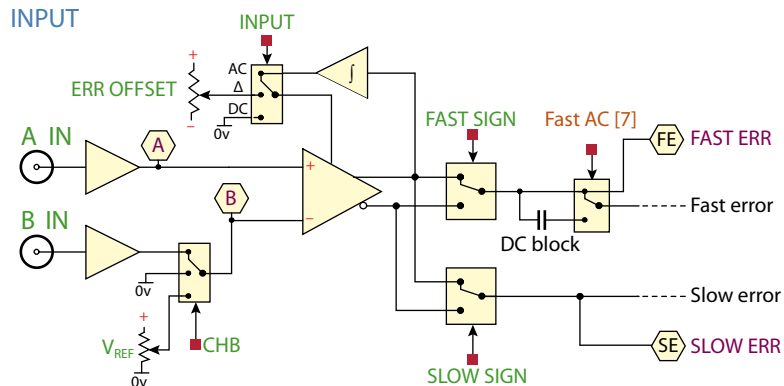 INPUT
INPUT
AC
Δ
DC
0v
∫
+
ERR OFFSET
−
A IN
A
FAST SIGN
Fast AC [7]
FE
FAST ERR
+
−
B
Fast error
DC block
B IN
0v
+
V_REF
0v
CHB
Slow error
SE
SLOW ERR
SLOW SIGN